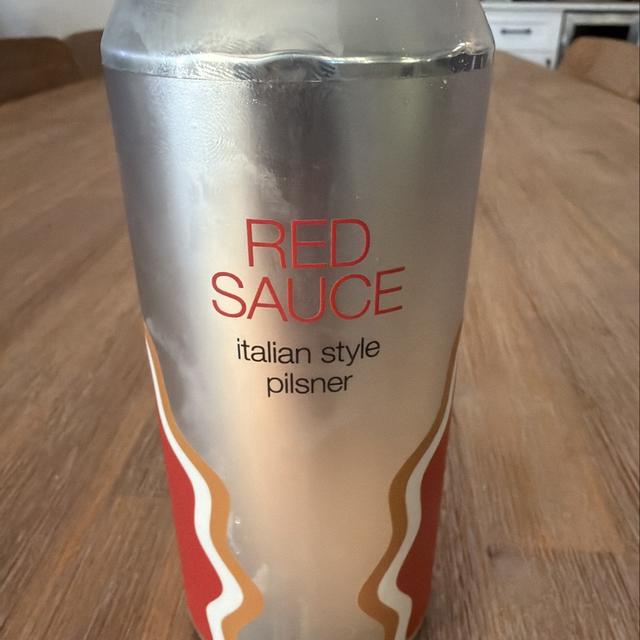 RED
SAUCE
italian style
pilsner